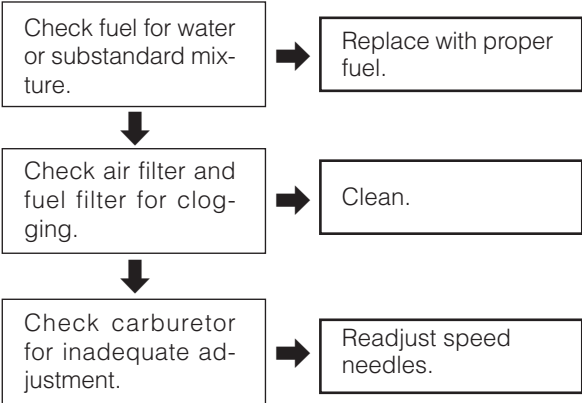 Check fuel for water
or substandard mix-
ture.
Replace with proper
fuel.
Check air filter and
fuel filter for clog-
ging.
Clean.
Check carburetor
for inadequate ad-
justment.
Readjust speed
needles.